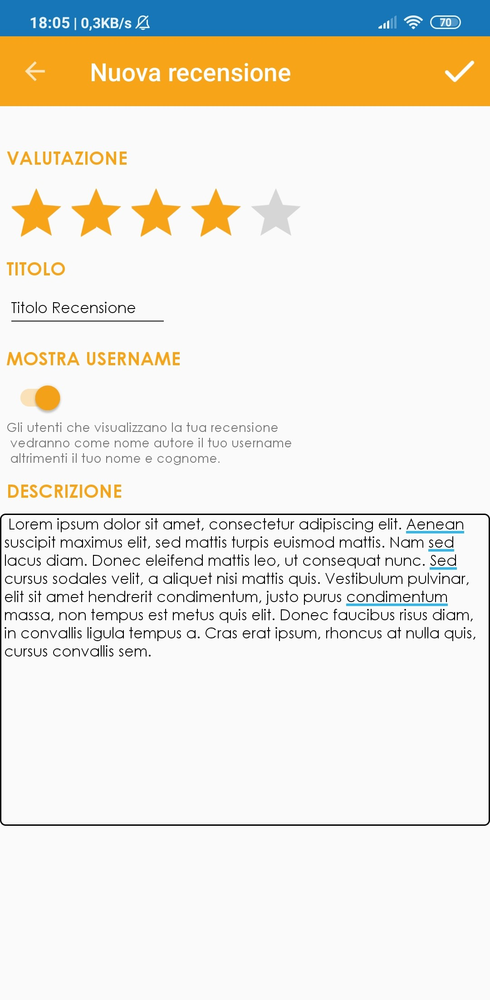 18:05 | 0,3KB/s
70
Nuova recensione
VALUTAZIONE
TITOLO
Titolo Recensione
MOSTRA USERNAME
Gli utenti che visualizzano la tua recensione
vedranno come nome autore il tuo username
altrimenti il tuo nome e cognome.
DESCRIZIONE
Lorem ipsum dolor sit amet, consectetur adipiscing elit. Aenean
suscipit maximus elit, sed mattis turpis euismod mattis. Nam sed
lacus diam. Donec eleifend mattis leo, ut consequat nunc. Sed
cursus sodales velit, a aliquet nisi mattis quis. Vestibulum pulvinar,
elit sit amet hendrerit condimentum, justo purus condimentum
massa, non tempus est metus quis elit. Donec faucibus risus diam,
in convallis ligula tempus a. Cras erat ipsum, rhoncus at nulla quis,
cursus convallis sem.